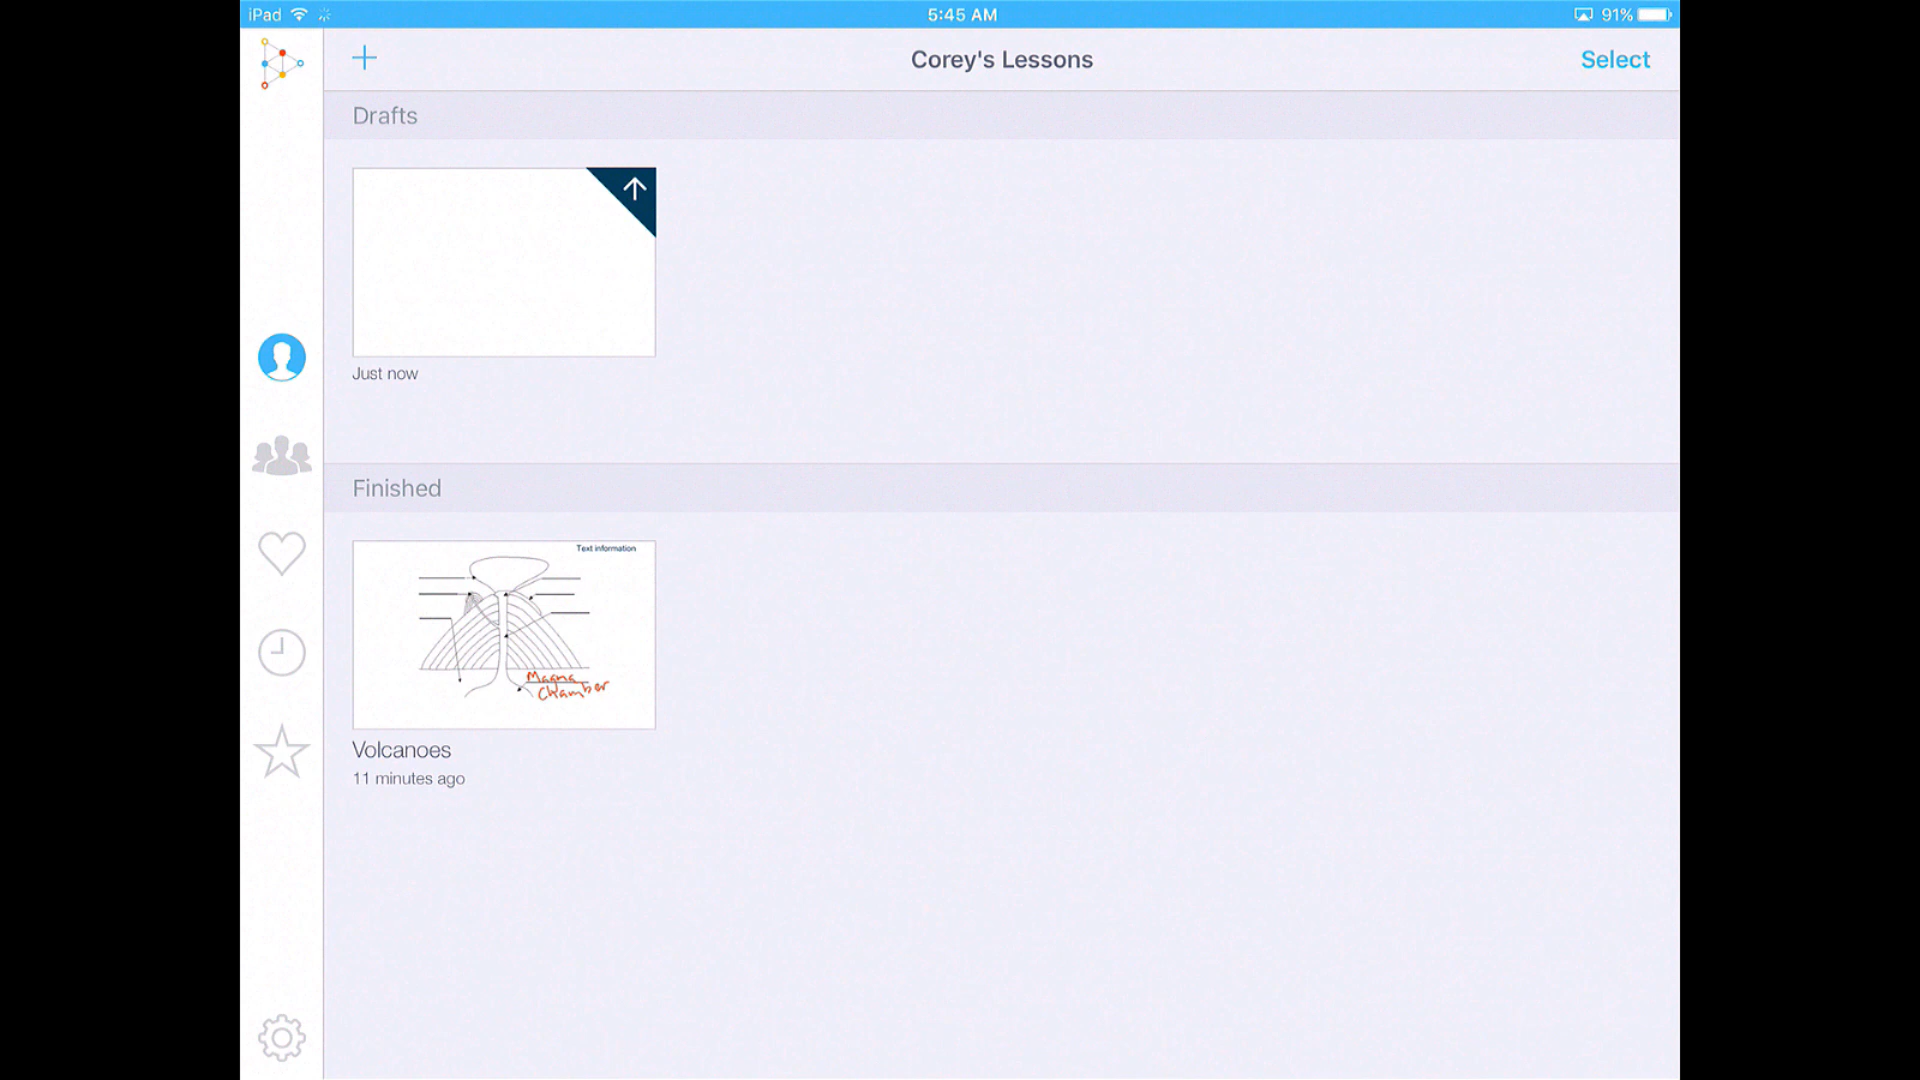 iPad 5:45 AM 91%
Corey's Lessons Select
Drafts
Just now
Finished
Text information
Magna
Chamber
Volcanoes
11 minutes ago